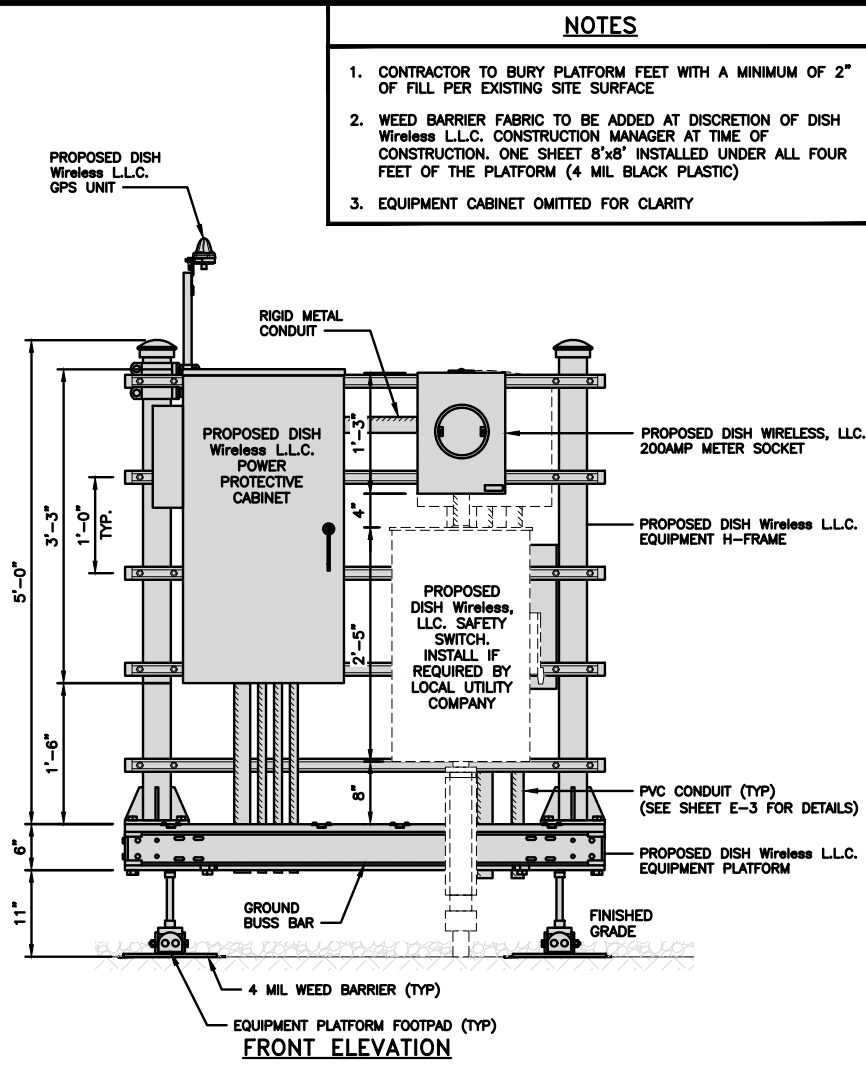 NOTES
1. CONTRACTOR TO BURY PLATFORM FEET WITH A MINIMUM OF 2"
OF FILL PER EXISTING SITE SURFACE
2. WEED BARRIER FABRIC TO BE ADDED AT DISCRETION OF DISH
Wireless L.L.C. CONSTRUCTION MANAGER AT TIME OF
CONSTRUCTION. ONE SHEET 8'x8' INSTALLED UNDER ALL FOUR
FEET OF THE PLATFORM (4 MIL BLACK PLASTIC)
3. EQUIPMENT CABINET OMITTED FOR CLARITY
PROPOSED DISH
Wireless L.L.C.
GPS UNIT
RIGID METAL
CONDUIT
PROPOSED DISH
Wireless L.L.C.
POWER
PROTECTIVE
CABINET
PROPOSED DISH WIRELESS, LLC.
200AMP METER SOCKET
PROPOSED DISH Wireless L.L.C.
EQUIPMENT H-FRAME
PROPOSED
DISH Wireless,
LLC. SAFETY
SWITCH.
INSTALL IF
REQUIRED BY
LOCAL UTILITY
COMPANY
5'-0"
3'-3"
1'-0"
TYP.
1'-3"
4"
2'-5"
1'-6"
8"
6"
11"
PVC CONDUIT (TYP)
(SEE SHEET E-3 FOR DETAILS)
PROPOSED DISH Wireless L.L.C.
EQUIPMENT PLATFORM
GROUND
BUSS BAR
FINISHED
GRADE
4 MIL WEED BARRIER (TYP)
EQUIPMENT PLATFORM FOOTPAD (TYP)
FRONT ELEVATION